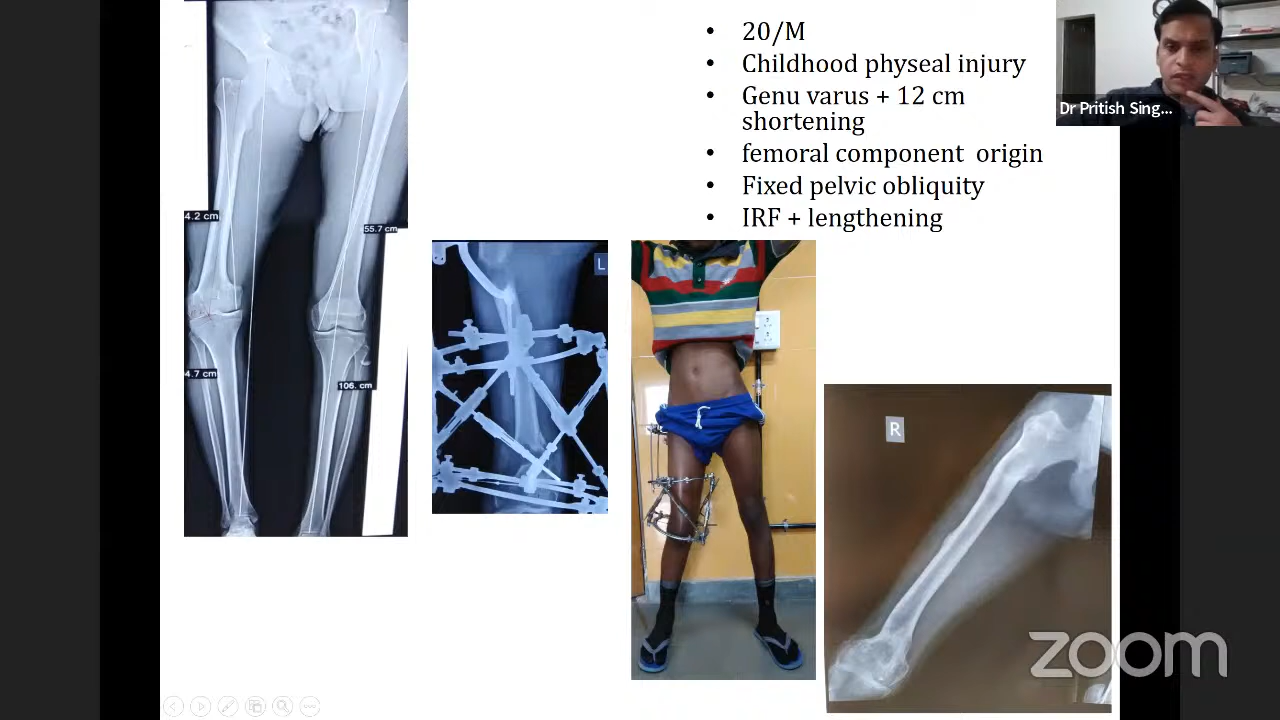 • 20/M
• Childhood physeal injury
• Genu varus + 12 cm
shortening
• femoral component origin
• Fixed pelvic obliquity
• IRF + lengthening
Dr Pritish Sing...
4.2 cm
55.7 cm
4.7 cm
106. cm
L
R
zoom